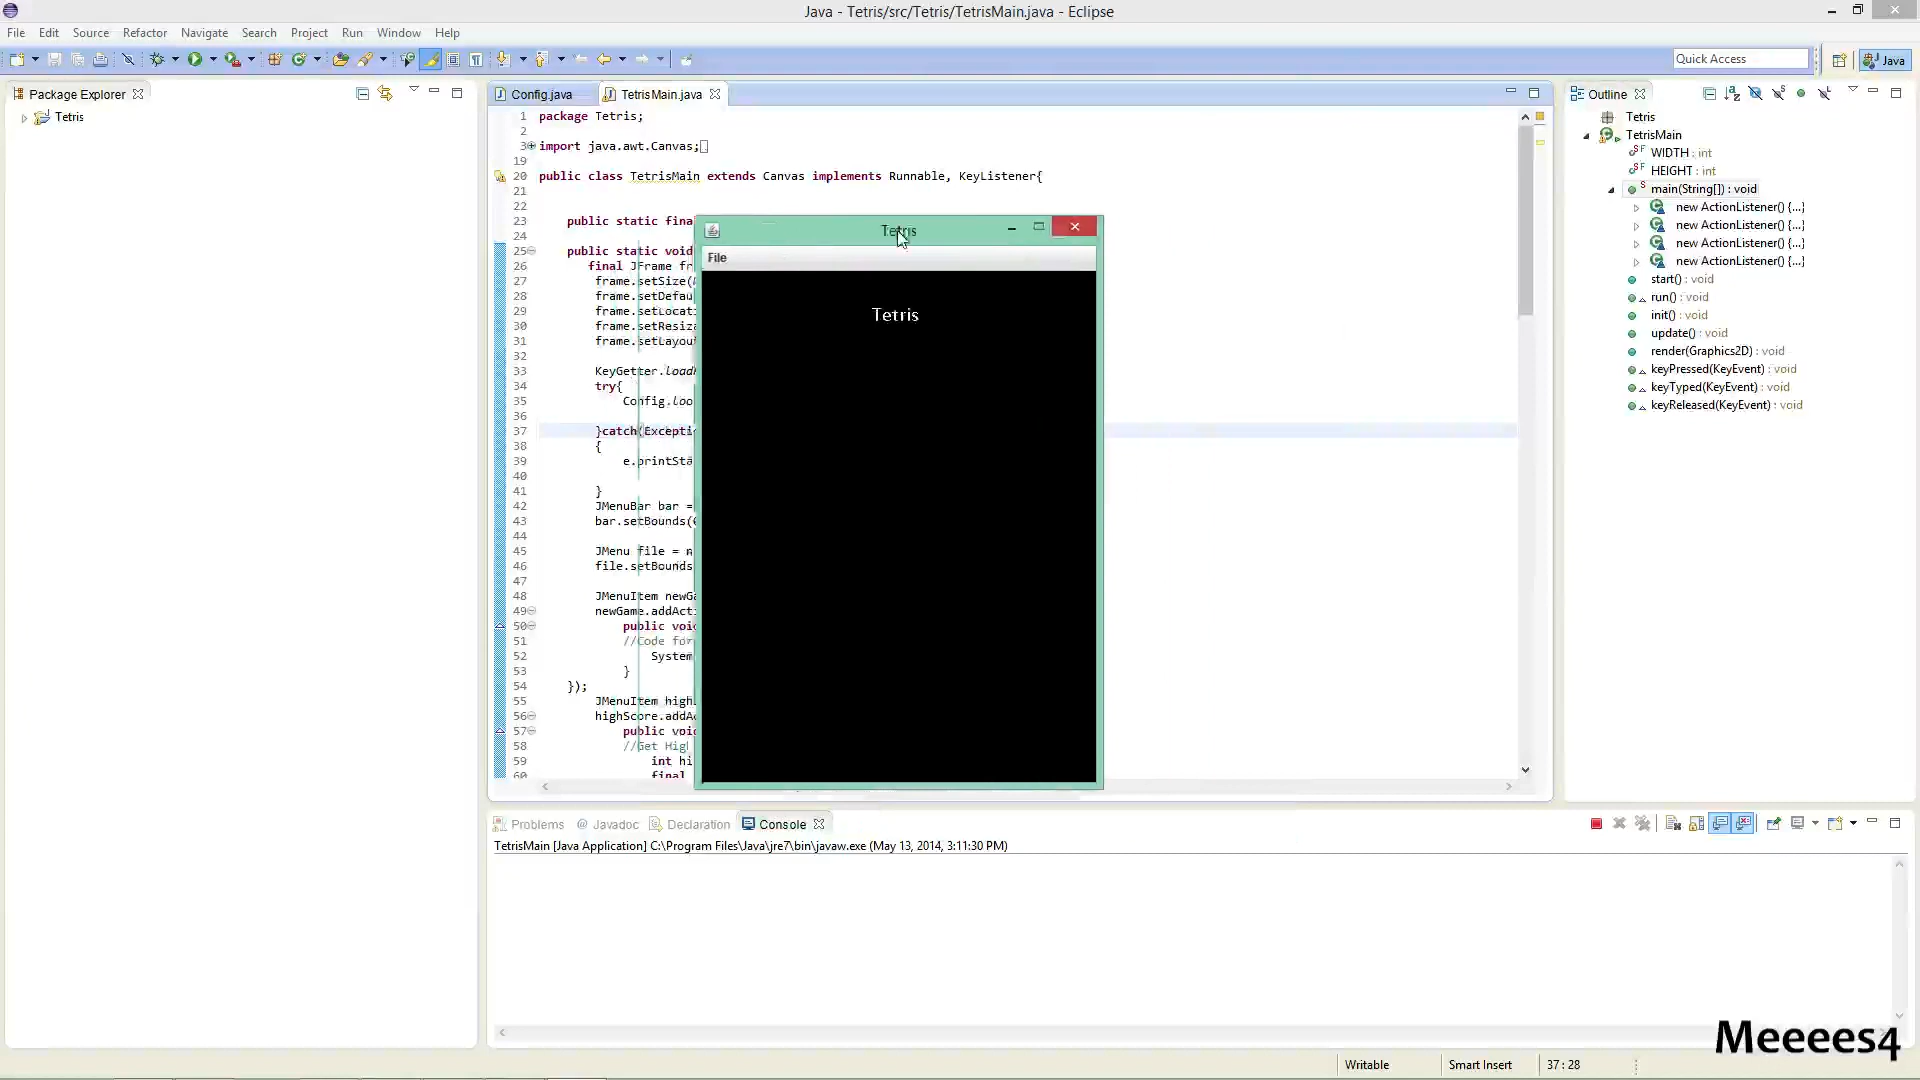 Java - Tetris/src/Tetris/TetrisMain.java - Eclipse
File Edit Source Refactor Navigate Search Project Run Window Help
Quick Access
Java
Package Explorer
Tetris
Config.java
TetrisMain.java
1 package Tetris;
2
3 import java.awt.Canvas;
19
20 public class TetrisMain extends Canvas implements Runnable, KeyListener{
21
22
23 public static fina
24
25 public static void
26 final JFrame fr
27 frame.setSize(
28 frame.setDefau
29 frame.setLocati
30 frame.setResiza
31 frame.setLayou
32
33 KeyGetter.loadK
34 try{
35 Config.loa
36
37 }catch(Excepti
38 {
39 e.printSta
40
41 }
42 JMenuBar bar =
43 bar.setBounds(
44
45 JMenu file = n
46 file.setBounds
47
48 JMenuItem newGa
49 newGame.addActi
50 public void
51 //Code for
52 System
53 }
54 });
55 JMenuItem high
56 highScore.addA
57 public void
58 //Get Hig
59 int hi
60 final
Tetris
File
Tetris
Outline
Tetris
TetrisMain
WIDTH : int
HEIGHT : int
main(String[]) : void
new ActionListener() {...}
new ActionListener() {...}
new ActionListener() {...}
new ActionListener() {...}
start() : void
run() : void
init() : void
update() : void
render(Graphics2D) : void
keyPressed(KeyEvent) : void
keyTyped(KeyEvent) : void
keyReleased(KeyEvent) : void
Problems @ Javadoc Declaration Console
TetrisMain [Java Application] C:\Program Files\Java\jre7\bin\javaw.exe (May 13, 2014, 3:11:30 PM)
Meeees4
Writable Smart Insert 37 : 28